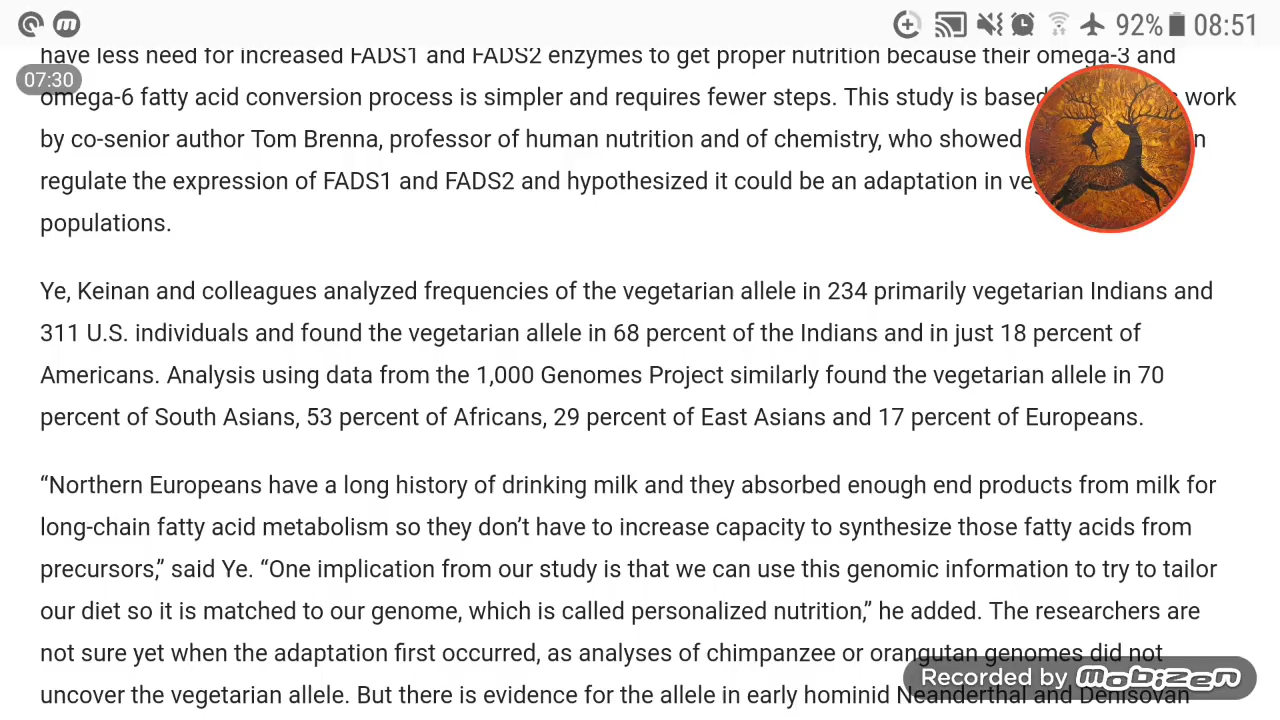 92% 08:51
have less need for increased FADS1 and FADS2 enzymes to get proper nutrition because their omega-3 and
07:30
omega-6 fatty acid conversion process is simpler and requires fewer steps. This study is based work
by co-senior author Tom Brenna, professor of human nutrition and of chemistry, who showed
regulate the expression of FADS1 and FADS2 and hypothesized it could be an adaptation in
populations.
Ye, Keinan and colleagues analyzed frequencies of the vegetarian allele in 234 primarily vegetarian Indians and
311 U.S. individuals and found the vegetarian allele in 68 percent of the Indians and in just 18 percent of
Americans. Analysis using data from the 1,000 Genomes Project similarly found the vegetarian allele in 70
percent of South Asians, 53 percent of Africans, 29 percent of East Asians and 17 percent of Europeans.
“Northern Europeans have a long history of drinking milk and they absorbed enough end products from milk for
long-chain fatty acid metabolism so they don’t have to increase capacity to synthesize those fatty acids from
precursors,” said Ye. “One implication from our study is that we can use this genomic information to try to tailor
our diet so it is matched to our genome, which is called personalized nutrition,” he added. The researchers are
not sure yet when the adaptation first occurred, as analyses of chimpanzee or orangutan genomes did not
uncover the vegetarian allele. But there is evidence for the allele in early hominid Neanderthal and Denisovan
Recorded by mobizen